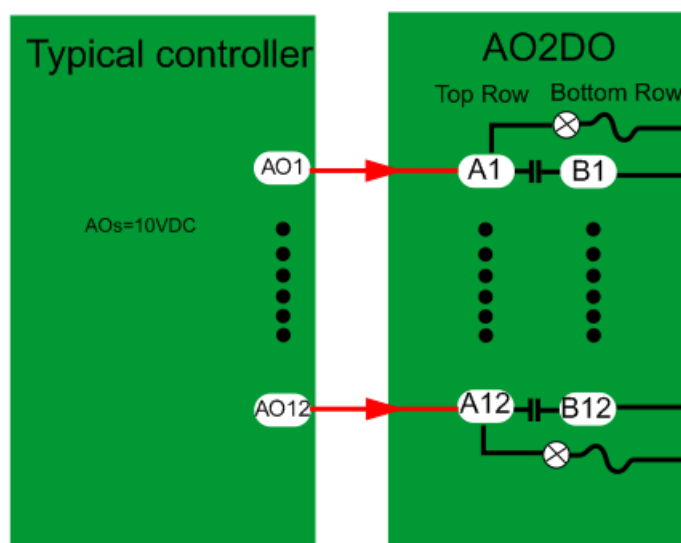 Typical controller
AO2DO
Top Row Bottom Row
AO1
A1
B1
AOs=10VDC
AO12
A12
B12